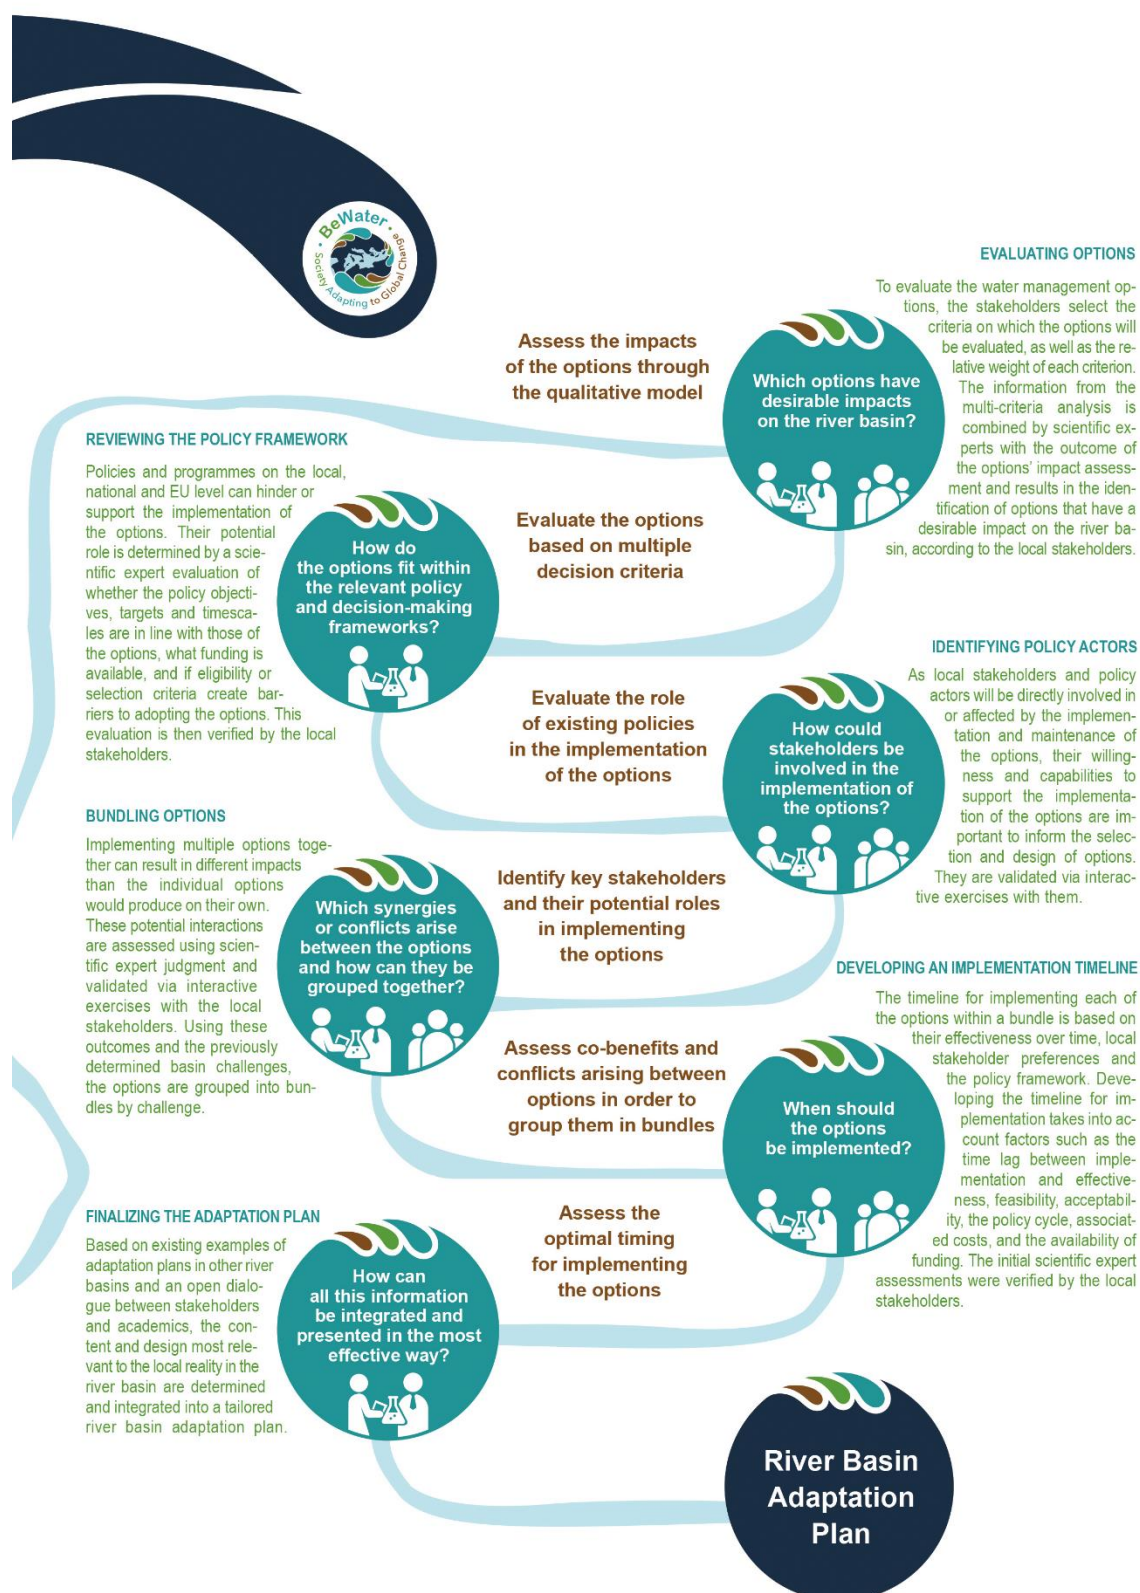 BeWater
Society Adapting to Global Change
EVALUATING OPTIONS
To evaluate the water management op-
tions, the stakeholders select the
criteria on which the options will
be evaluated, as well as the re-
lative weight of each criterion.
The information from the
multi-criteria analysis is
combined by scientific ex-
perts with the outcome of
the options' impact assess-
ment and results in the iden-
tification of options that have a
desirable impact on the river ba-
sin, according to the local stakeholders.
Assess the impacts
of the options through
the qualitative model
Which options have
desirable impacts
on the river basin?
REVIEWING THE POLICY FRAMEWORK
Policies and programmes on the local,
national and EU level can hinder or
support the implementation of
the options. Their potential
role is determined by a scie-
ntific expert evaluation of
whether the policy objecti-
ves, targets and timesca-
les are in line with those of
the options, what funding is
available, and if eligibility or
selection criteria create bar-
riers to adopting the options. This
evaluation is then verified by the local
stakeholders.
How do
the options fit within
the relevant policy
and decision-making
frameworks?
Evaluate the options
based on multiple
decision criteria
IDENTIFYING POLICY ACTORS
As local stakeholders and policy
actors will be directly involved in
or affected by the implemen-
tation and maintenance of
the options, their willing-
ness and capabilities to
support the implementa-
tion of the options are im-
portant to inform the selec-
tion and design of options.
They are validated via interac-
tive exercises with them.
Evaluate the role
of existing policies
in the implementation
of the options
How could
stakeholders be
involved in the
implementation of
the options?
BUNDLING OPTIONS
Implementing multiple options toge-
ther can result in different impacts
than the individual options
would produce on their own.
These potential interactions
are assessed using scien-
tific expert judgment and
validated via interactive
exercises with the local
stakeholders. Using these
outcomes and the previously
determined basin challenges,
the options are grouped into bun-
dles by challenge.
Which synergies
or conflicts arise
between the options
and how can they be
grouped together?
Identify key stakeholders
and their potential roles
in implementing
the options
DEVELOPING AN IMPLEMENTATION TIMELINE
The timeline for implementing each of
the options within a bundle is based on
their effectiveness over time, local
stakeholder preferences and
the policy framework. Deve-
loping the timeline for im-
plementation takes into ac-
count factors such as the
time lag between imple-
mentation and effective-
ness, feasibility, acceptabil-
ity, the policy cycle, associat-
ed costs, and the availability of
funding. The initial scientific expert
assessments were verified by the local
stakeholders.
Assess co-benefits and
conflicts arising between
options in order to
group them in bundles
When should
the options
be implemented?
FINALIZING THE ADAPTATION PLAN
Based on existing examples of
adaptation plans in other river
basins and an open dialo-
gue between stakeholders
and academics, the con-
tent and design most rele-
vant to the local reality in the
river basin are determined
and integrated into a tailored
river basin adaptation plan.
How can
all this information
be integrated and
presented in the most
effective way?
Assess the
optimal timing
for implementing
the options
River Basin
Adaptation
Plan